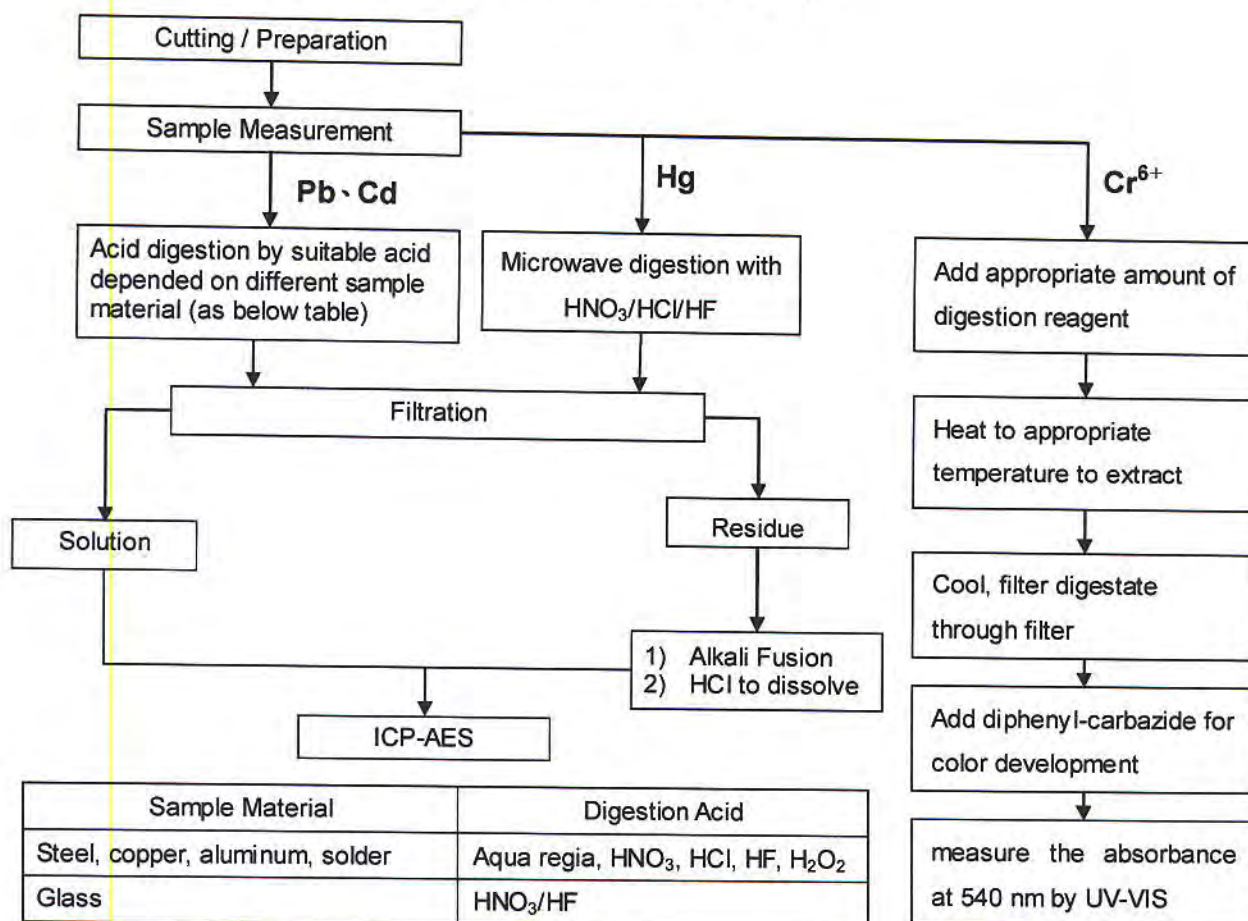 Cutting / Preparation
Sample Measurement
Pb、Cd
Hg
Cr⁶⁺
Acid digestion by suitable acid
depended on different sample
material (as below table)
Microwave digestion with
HNO₃/HCl/HF
Add appropriate amount of
digestion reagent
Filtration
Heat to appropriate
temperature to extract
Solution
Residue
Cool, filter digestate
through filter
1) Alkali Fusion
2) HCl to dissolve
ICP-AES
Add diphenyl-carbazide for
color development
Sample Material Digestion Acid
Steel, copper, aluminum, solder Aqua regia, HNO₃, HCl, HF, H₂O₂
Glass HNO₃/HF
measure the absorbance
at 540 nm by UV-VIS